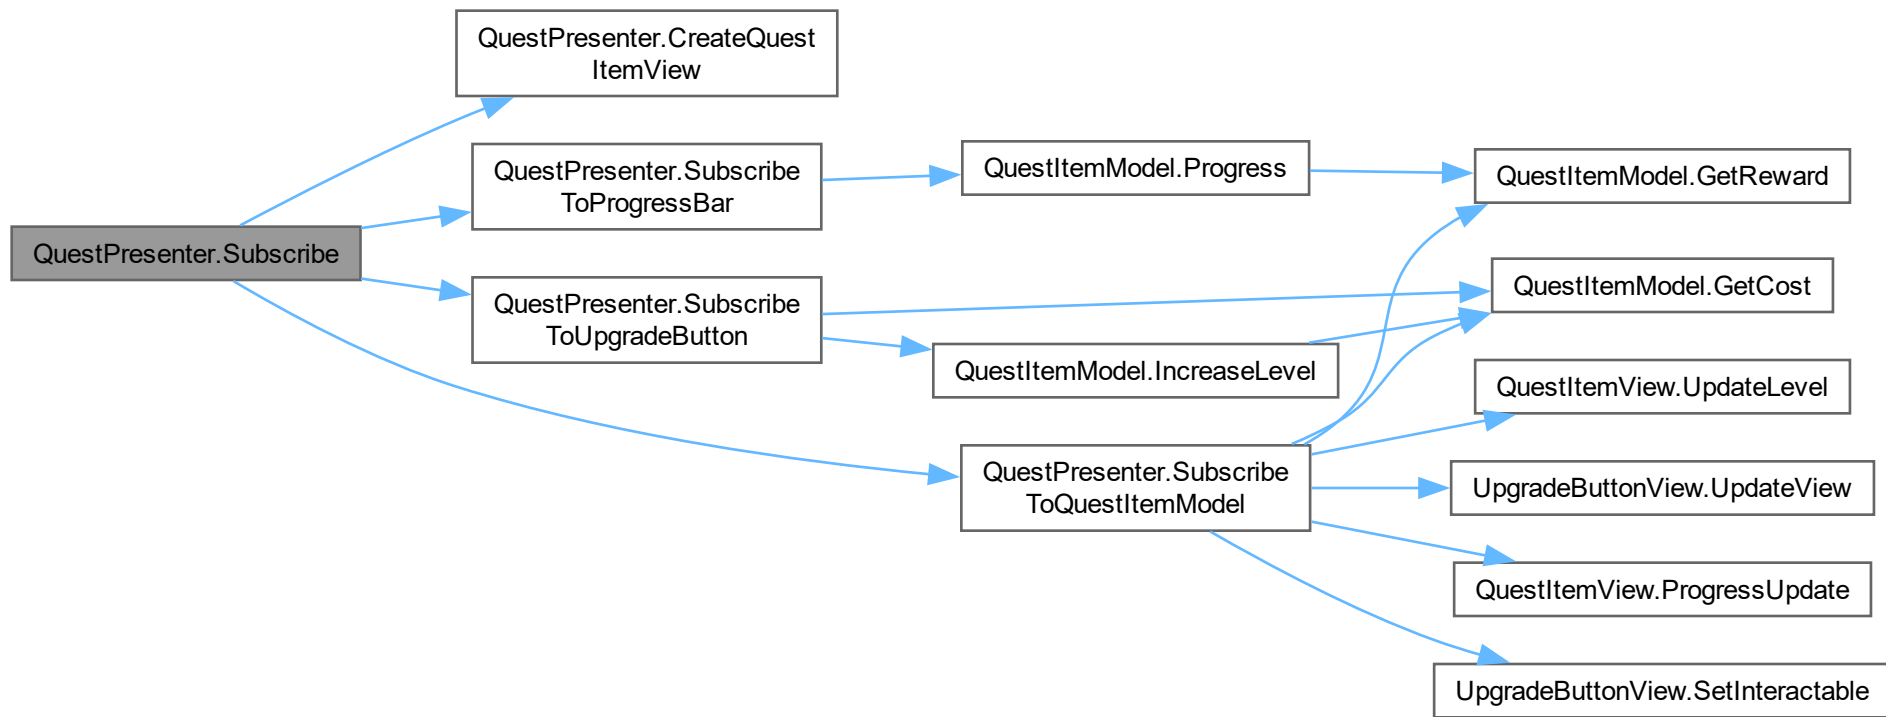 QuestPresenter.CreateQuest
ItemView
QuestPresenter.Subscribe
ToProgressBar
QuestItemModel.Progress
QuestItemModel.GetReward
QuestPresenter.Subscribe
QuestPresenter.Subscribe
ToUpgradeButton
QuestItemModel.GetCost
QuestItemModel.IncreaseLevel
QuestItemView.UpdateLevel
QuestPresenter.Subscribe
ToQuestItemModel
UpgradeButtonView.UpdateView
QuestItemView.ProgressUpdate
UpgradeButtonView.SetInteractable